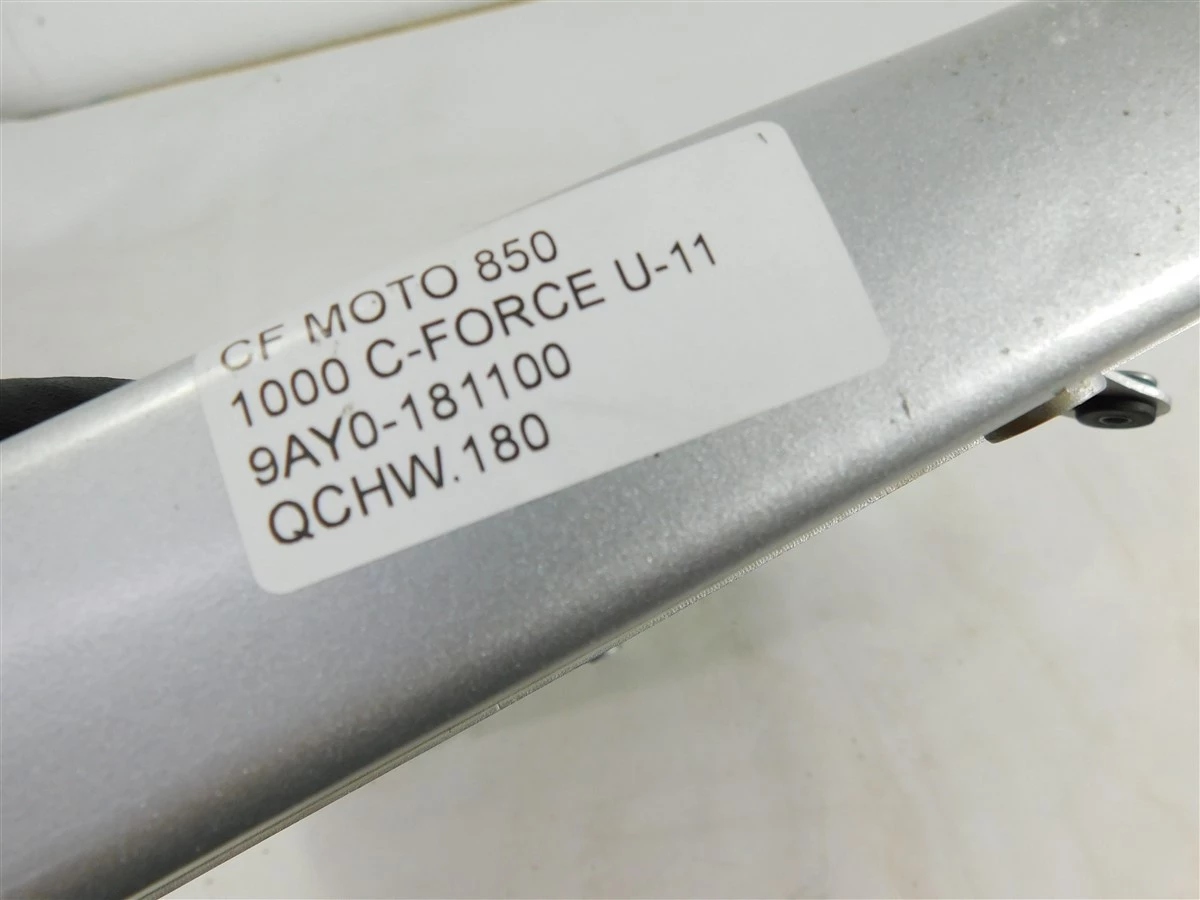 CF MOTO 850
1000 C-FORCE U-11
9AY0-181100
QCHW.180